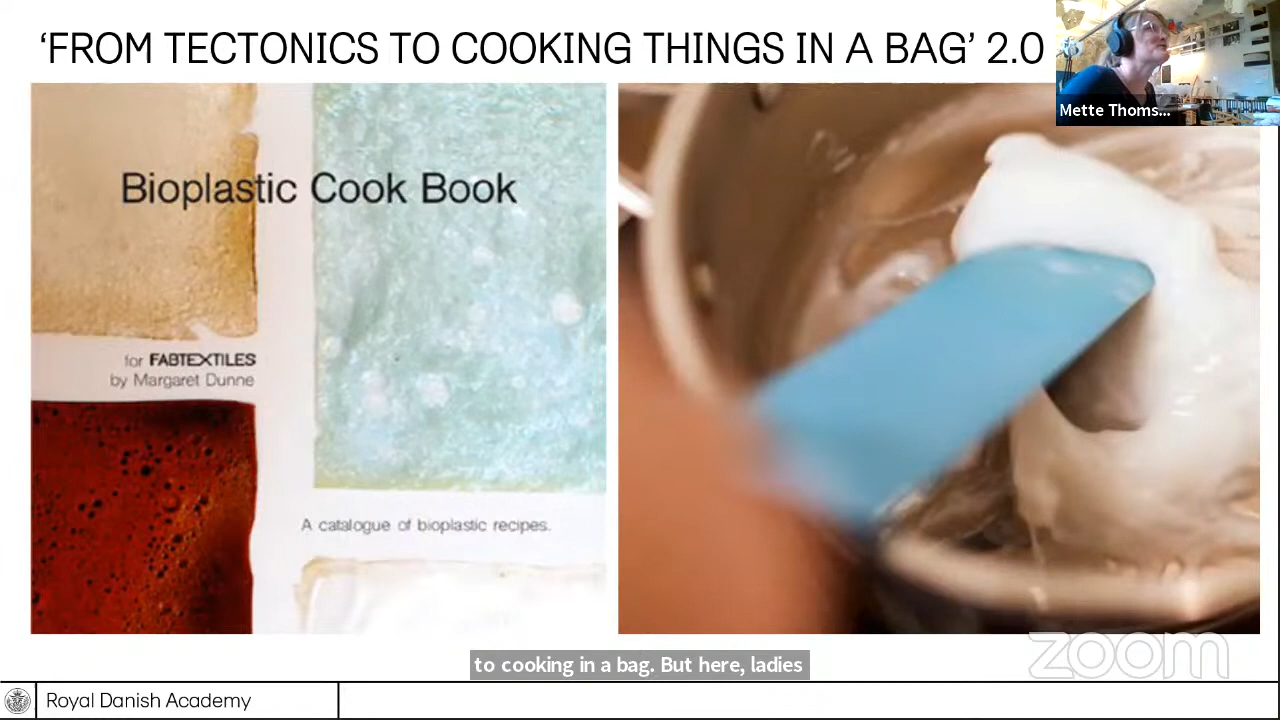 ‘FROM TECTONICS TO COOKING THINGS IN A BAG’ 2.0
Mette Thoms...
Bioplastic Cook Book
for FABTEXTILES
by Margaret Dunne
A catalogue of bioplastic recipes.
zoom
to cooking in a bag. But here, ladies
Royal Danish Academy